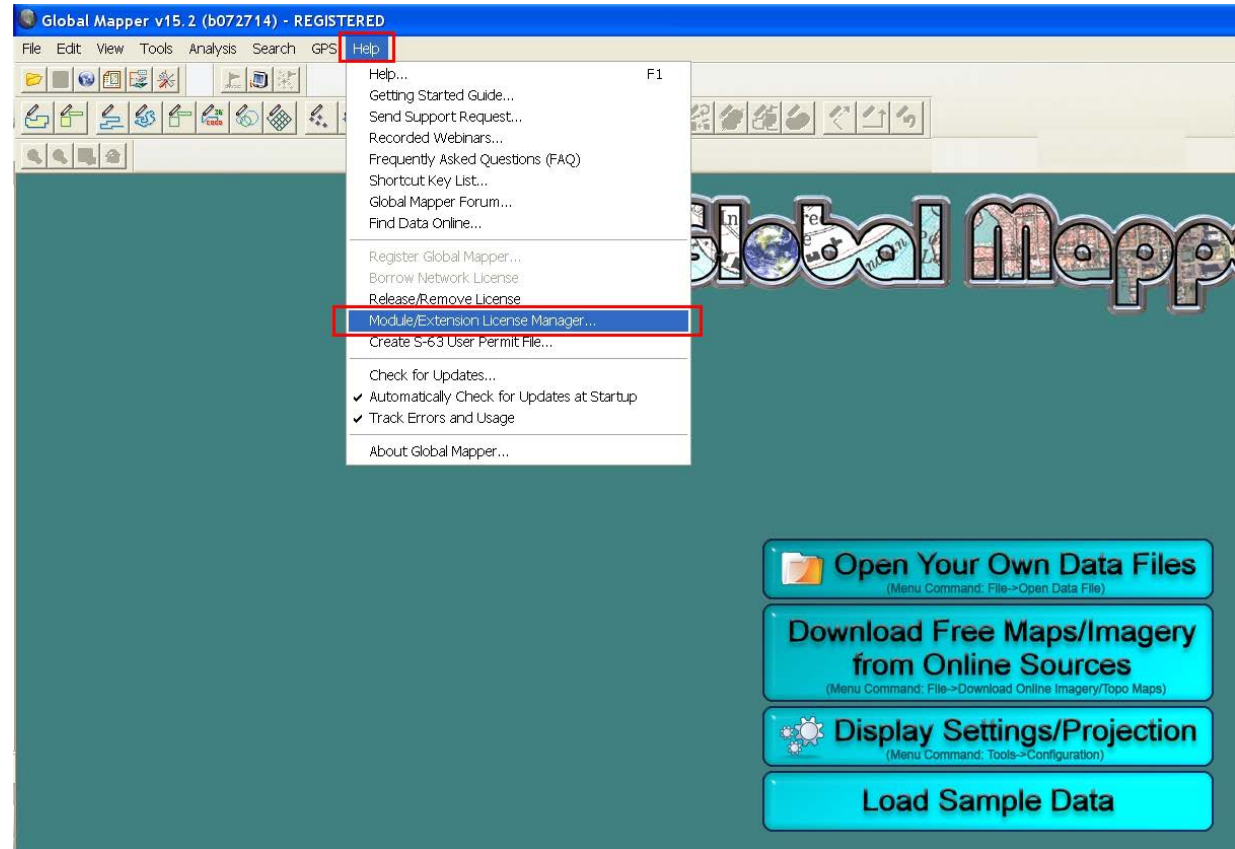 Global Mapper v15.2 (b072714) - REGISTERED
File Edit View Tools Analysis Search GPS Help
Help... F1
Getting Started Guide...
Send Support Request...
Recorded Webinars...
Frequently Asked Questions (FAQ)
Shortcut Key List...
Global Mapper Forum...
Find Data Online...
Register Global Mapper...
Borrow Network License
Release/Remove License
Module/Extension License Manager...
Create S-63 User Permit File...
Check for Updates...
Automatically Check for Updates at Startup
Track Errors and Usage
About Global Mapper...
Global Mappe
Open Your Own Data Files
(Menu Command: File->Open Data File)
Download Free Maps/Imagery
from Online Sources
(Menu Command: File->Download Online Imagery/Topo Maps)
Display Settings/Projection
(Menu Command: Tools->Configuration)
Load Sample Data